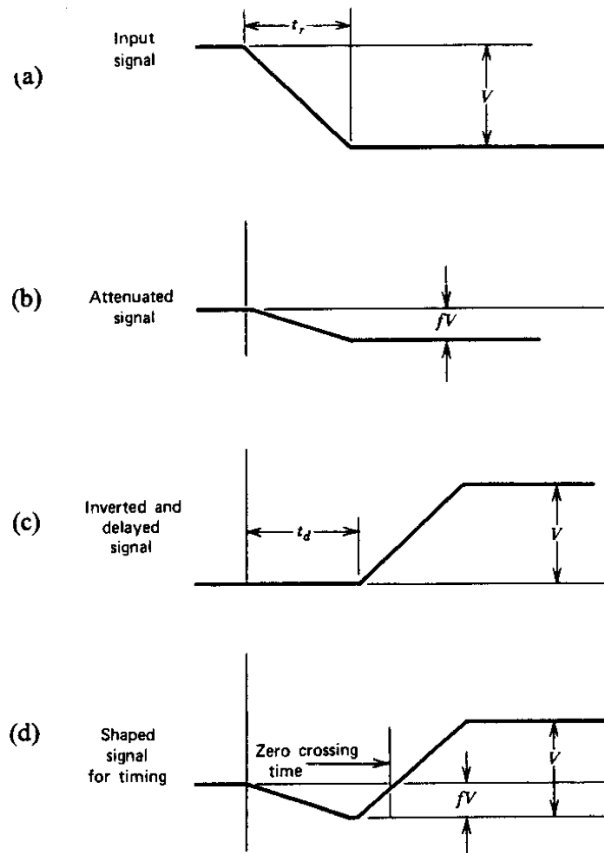 (a)
Input
signal
t_r
V
(b)
Attenuated
signal
fV
(c)
Inverted and
delayed
signal
t_d
V
(d)
Shaped
signal
for timing
Zero crossing
time
fV
V